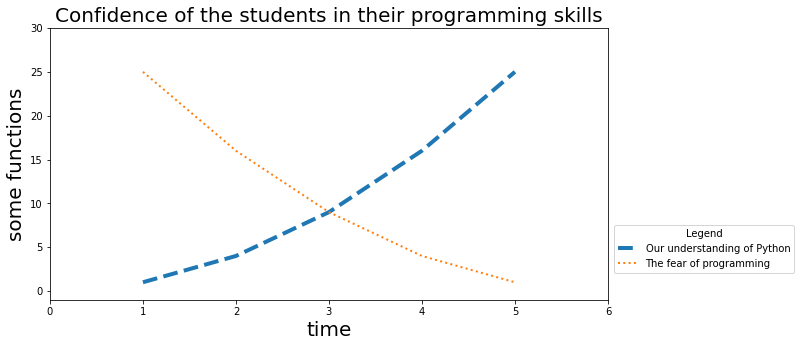 Confidence of the students in their programming skills
30
25
20
15
10
5
0
some functions
0 1 2 3 4 5 6
time
Legend
Our understanding of Python
The fear of programming